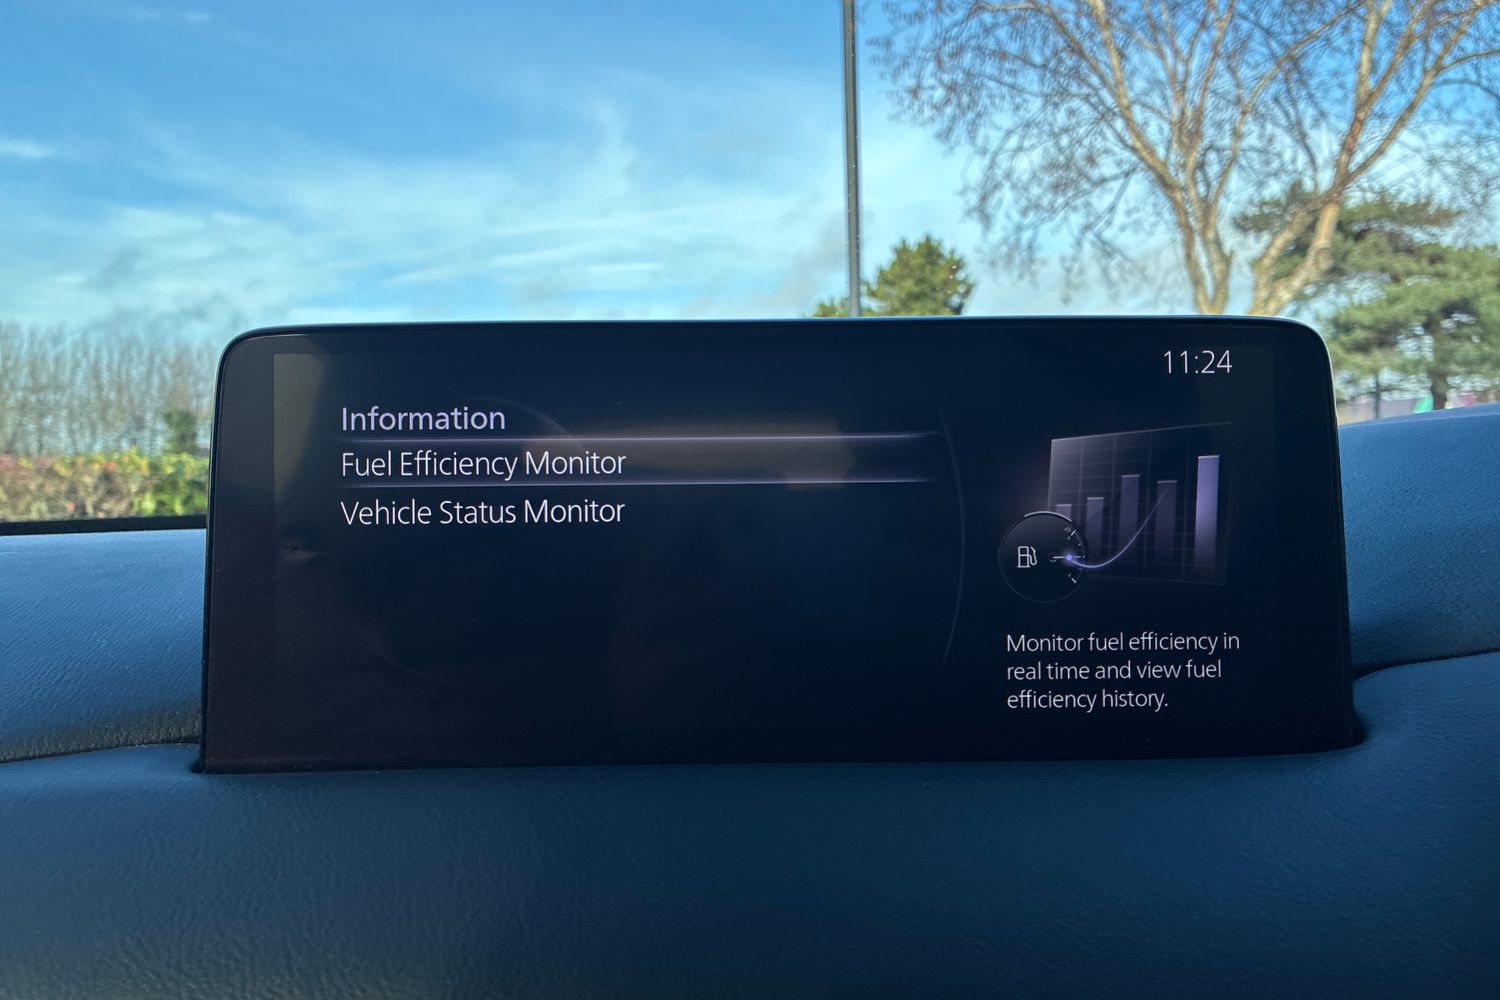 11:24
Information
Fuel Efficiency Monitor
Vehicle Status Monitor
Monitor fuel efficiency in
real time and view fuel
efficiency history.